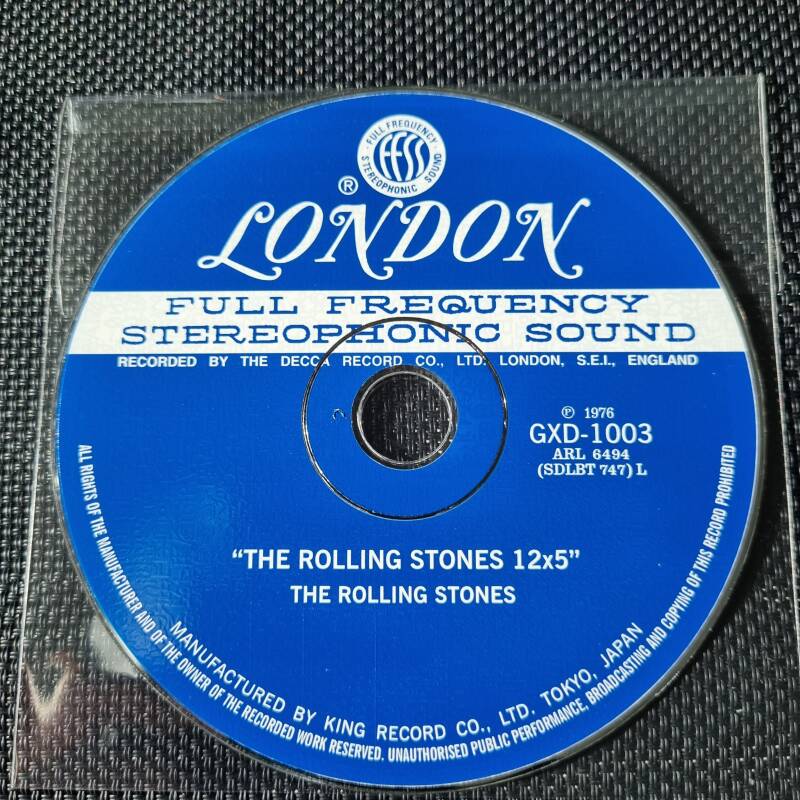 FULL FREQUENCY
ffss
STEREOPHONIC SOUND
®
LONDON
FULL FREQUENCY
STEREOPHONIC SOUND
RECORDED BY THE DECCA RECORD CO., LTD. LONDON, S.E.I., ENGLAND
℗ 1976
GXD-1003
ARL 6494
(SDLBT 747) L
“THE ROLLING STONES 12x5”
THE ROLLING STONES
MANUFACTURED BY KING RECORD CO., LTD. TOKYO, JAPAN
ALL RIGHTS OF THE MANUFACTURER AND OF THE OWNER OF THE RECORDED WORK RESERVED. UNAUTHORISED PUBLIC PERFORMANCE, BROADCASTING AND COPYING OF THIS RECORD PROHIBITED